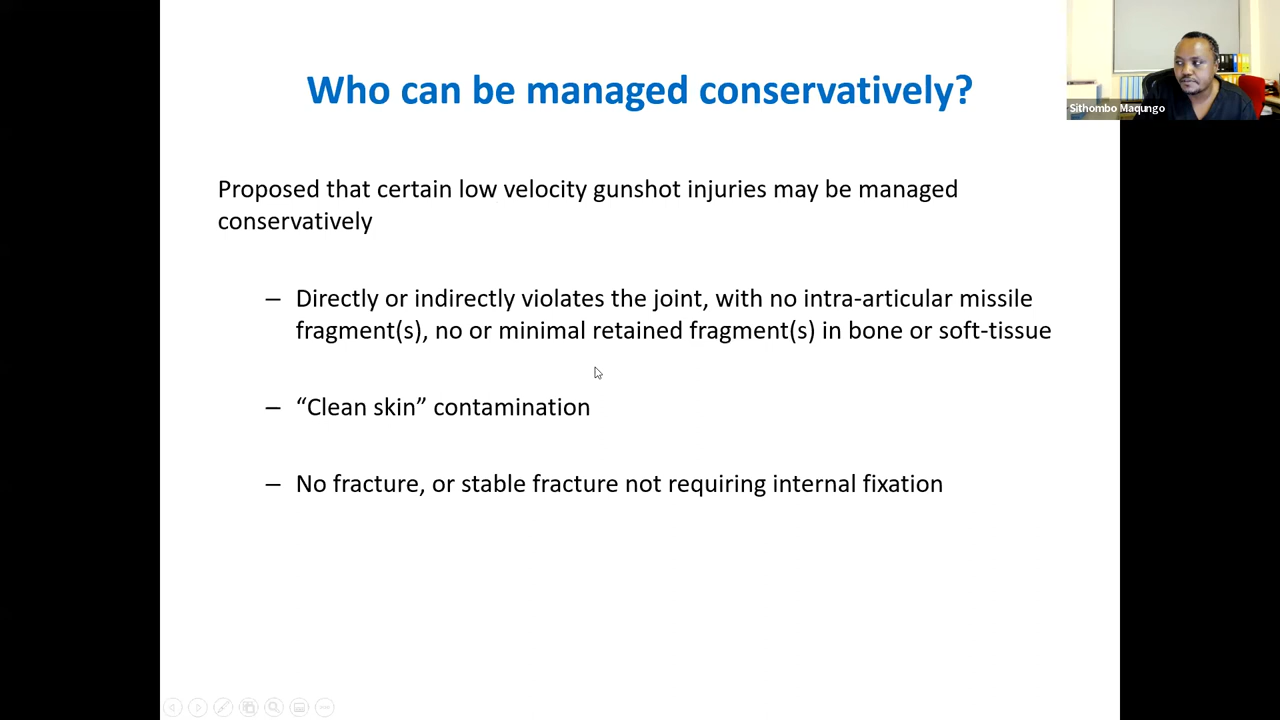 Who can be managed conservatively?
Sithombo Maqungo
Proposed that certain low velocity gunshot injuries may be managed
conservatively
– Directly or indirectly violates the joint, with no intra-articular missile
fragment(s), no or minimal retained fragment(s) in bone or soft-tissue
– “Clean skin” contamination
– No fracture, or stable fracture not requiring internal fixation